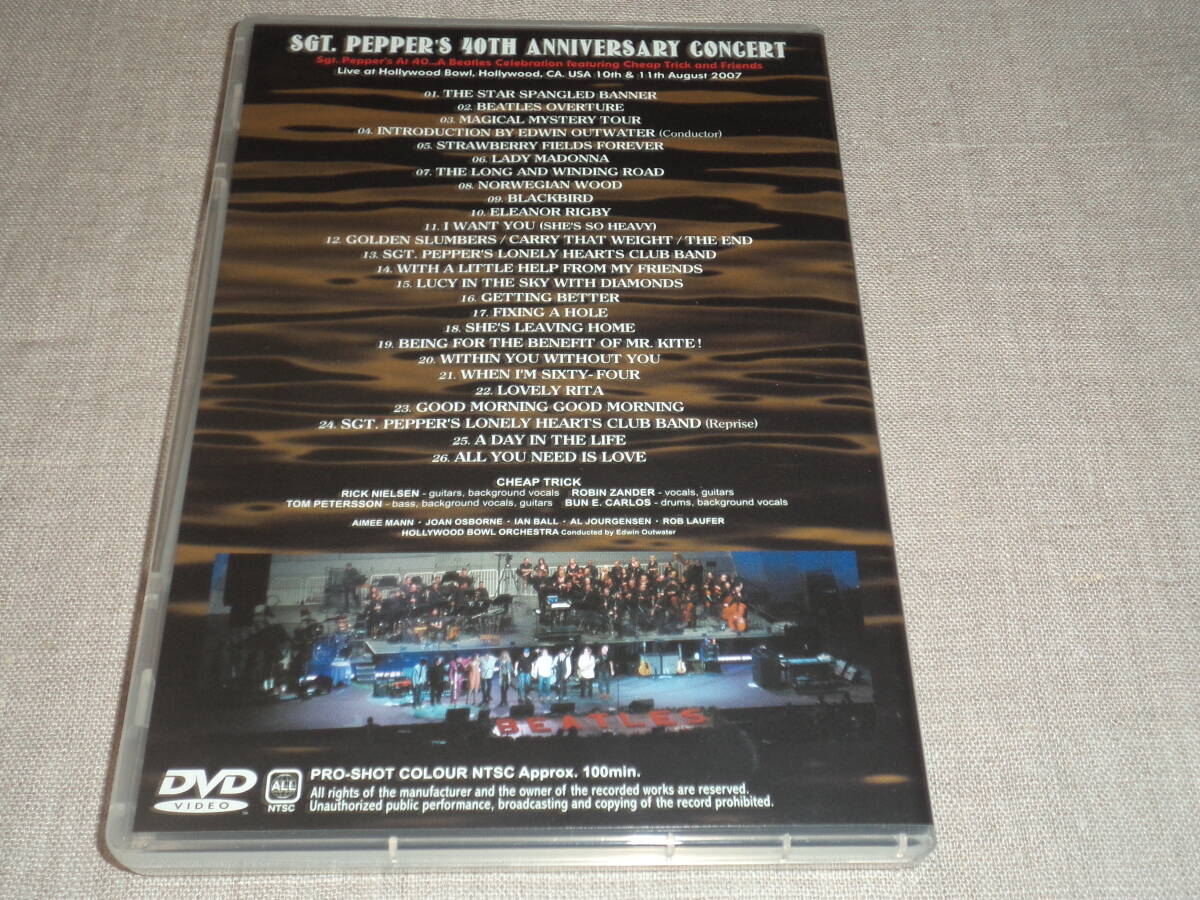 SGT. PEPPER'S 40TH ANNIVERSARY CONCERT
Sgt. Pepper's At 40...A Beatles Celebration featuring Cheap Trick and Friends
Live at Hollywood Bowl, Hollywood, CA. USA 10th & 11th August 2007
01. THE STAR SPANGLED BANNER
02. BEATLES OVERTURE
03. MAGICAL MYSTERY TOUR
04. INTRODUCTION BY EDWIN OUTWATER (Conductor)
05. STRAWBERRY FIELDS FOREVER
06. LADY MADONNA
07. THE LONG AND WINDING ROAD
08. NORWEGIAN WOOD
09. BLACKBIRD
10. ELEANOR RIGBY
11. I WANT YOU (SHE'S SO HEAVY)
12. GOLDEN SLUMBERS / CARRY THAT WEIGHT / THE END
13. SGT. PEPPER'S LONELY HEARTS CLUB BAND
14. WITH A LITTLE HELP FROM MY FRIENDS
15. LUCY IN THE SKY WITH DIAMONDS
16. GETTING BETTER
17. FIXING A HOLE
18. SHE'S LEAVING HOME
19. BEING FOR THE BENEFIT OF MR. KITE!
20. WITHIN YOU WITHOUT YOU
21. WHEN I'M SIXTY-FOUR
22. LOVELY RITA
23. GOOD MORNING GOOD MORNING
24. SGT. PEPPER'S LONELY HEARTS CLUB BAND (Reprise)
25. A DAY IN THE LIFE
26. ALL YOU NEED IS LOVE
CHEAP TRICK
RICK NIELSEN - guitars, background vocals ROBIN ZANDER - vocals, guitars
TOM PETERSSON - bass, background vocals, guitars BUN E. CARLOS - drums, background vocals
AIMEE MANN · JOAN OSBORNE · IAN BALL · AL JOURGENSEN · ROB LAUFER
HOLLYWOOD BOWL ORCHESTRA Conducted by Edwin Outwater
BEATLES
DVD VIDEO TM
ALL NTSC
PRO-SHOT COLOUR NTSC Approx. 100min.
All rights of the manufacturer and the owner of the recorded works are reserved.
Unauthorized public performance, broadcasting and copying of the record prohibited.